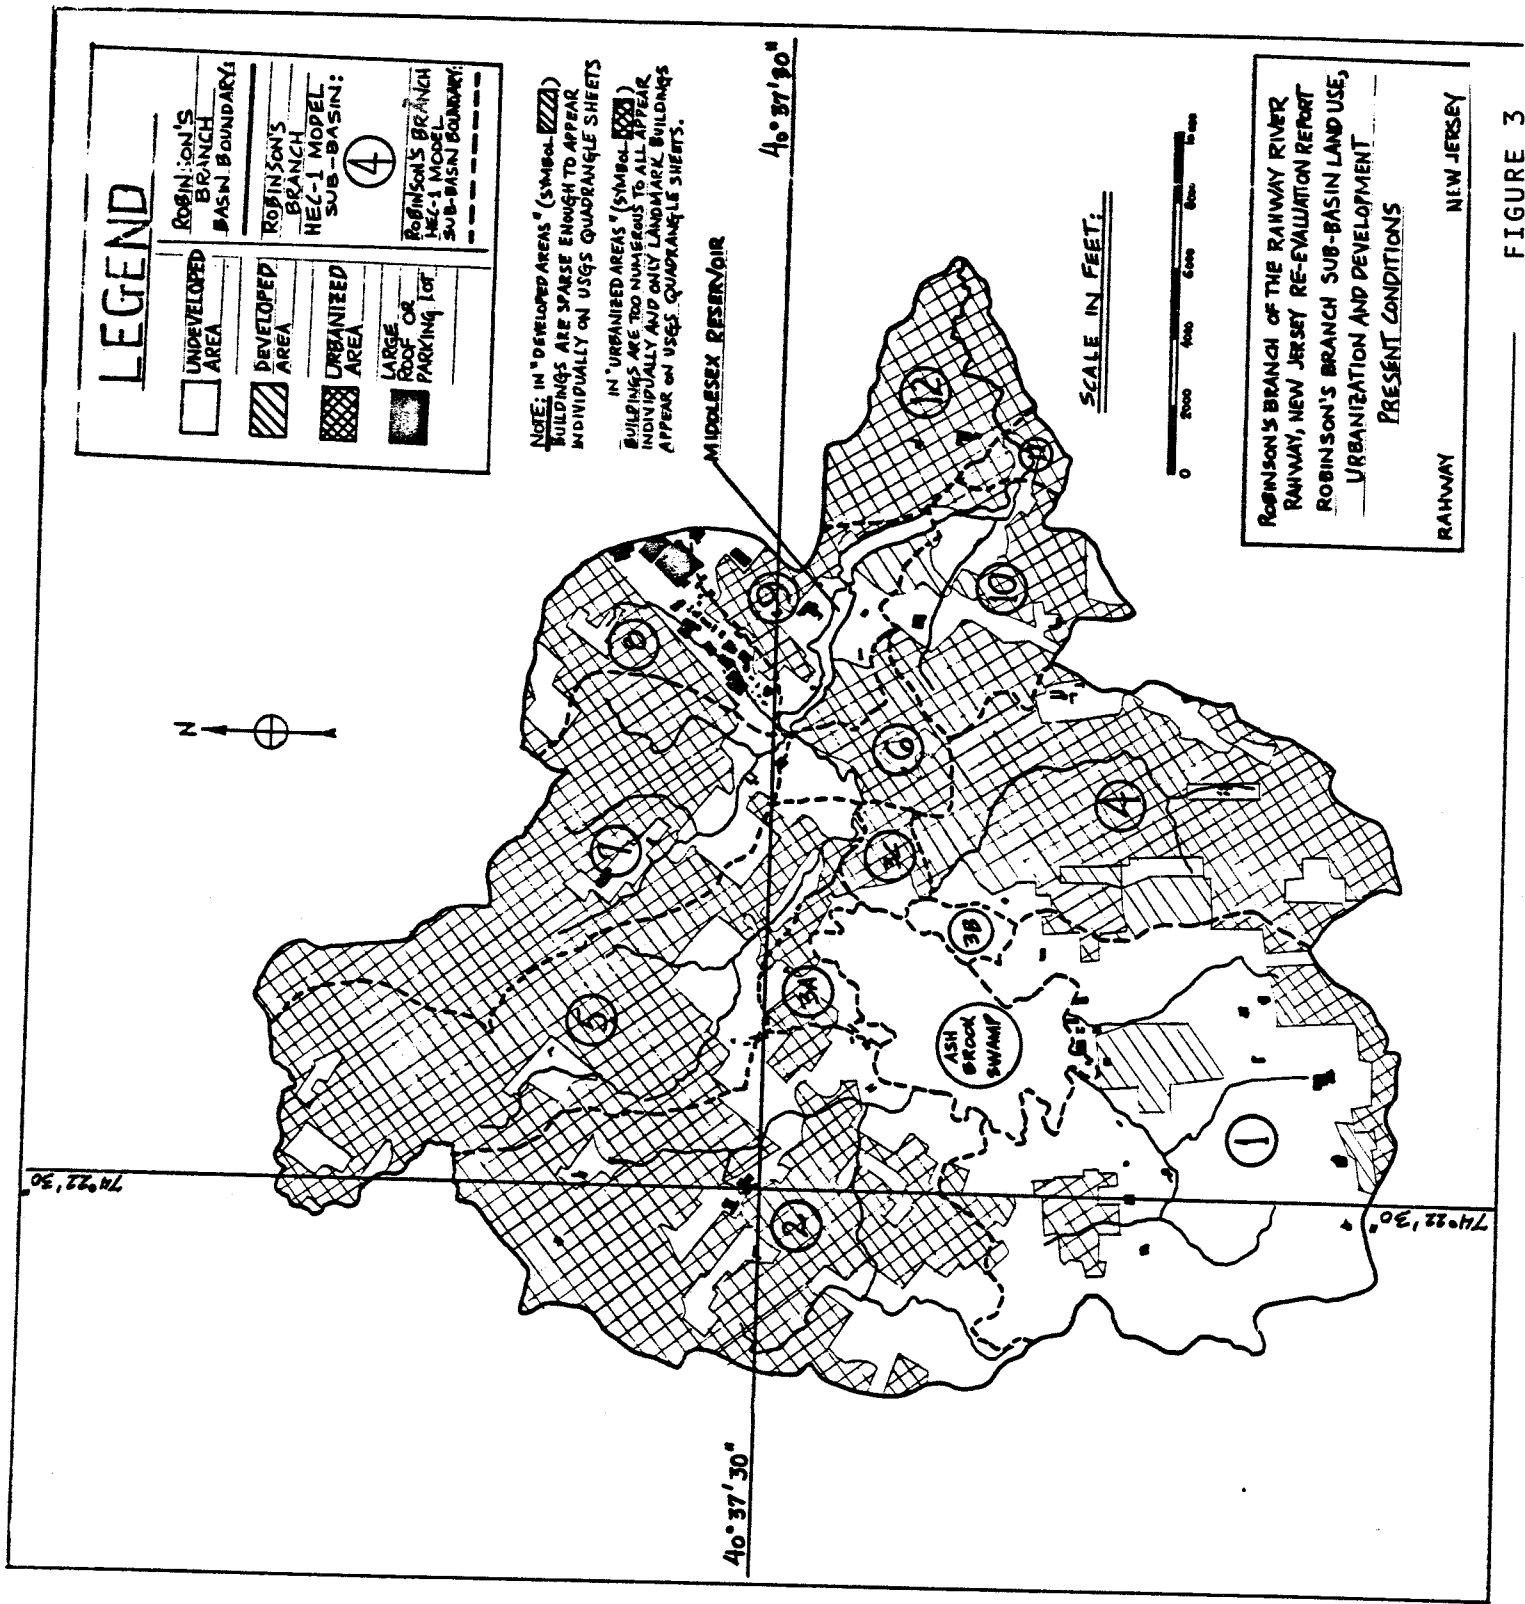 LEGEND
UNDEVELOPED
AREA
DEVELOPED
AREA
URBANIZED
AREA
LARGE
ROOF OR
PARKING LOT
ROBINSON'S
BRANCH
BASIN BOUNDARY:
ROBINSON'S
BRANCH
HEC-1 MODEL
SUB-BASIN:
4
ROBINSON'S BRANCH
HEC-1 MODEL
SUB-BASIN BOUNDARY:
NOTE: IN "DEVELOPED AREAS" (SYMBOL )
BUILDINGS ARE SPARSE ENOUGH TO APPEAR
INDIVIDUALLY ON USGS QUADRANGLE SHEETS
IN "URBANIZED AREAS" (SYMBOL )
BUILDINGS ARE TOO NUMEROUS TO ALL APPEAR
INDIVIDUALLY AND ONLY LANDMARK BUILDINGS
APPEAR ON USGS QUADRANGLE SHEETS.
MIDDLESEX RESERVOIR
N
74°22'30"
40°37'30"
40°37'30"
74°22'30"
8
7
5
9
12
2
3A
3C
6
10
11
3B
ASH
BROOK
SWAMP
4
1
SCALE IN FEET:
0 2000 4000 6000 8000 10000
ROBINSON'S BRANCH OF THE RAHWAY RIVER
RAHWAY, NEW JERSEY RE-EVALUATION REPORT
ROBINSON'S BRANCH SUB-BASIN LAND USE,
URBANIZATION AND DEVELOPMENT
PRESENT CONDITIONS
RAHWAY NEW JERSEY
FIGURE 3